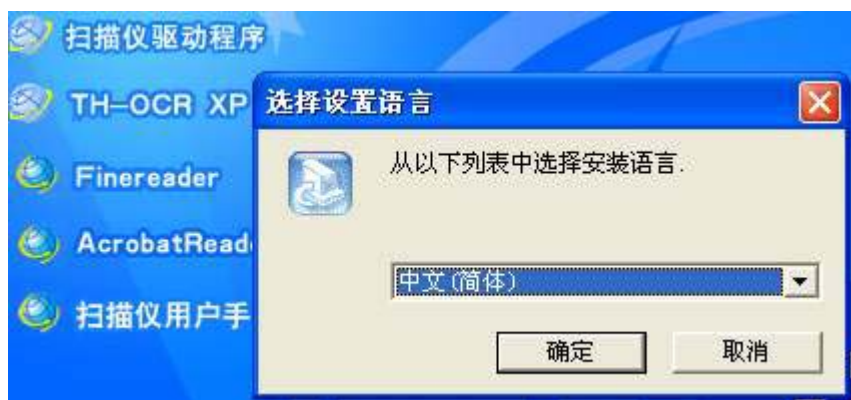 扫描仪驱动程序
TH-OCR XP
Finereader
AcrobatRead
扫描仪用户手
选择设置语言
从以下列表中选择安装语言.
中文(简体)
确定
取消